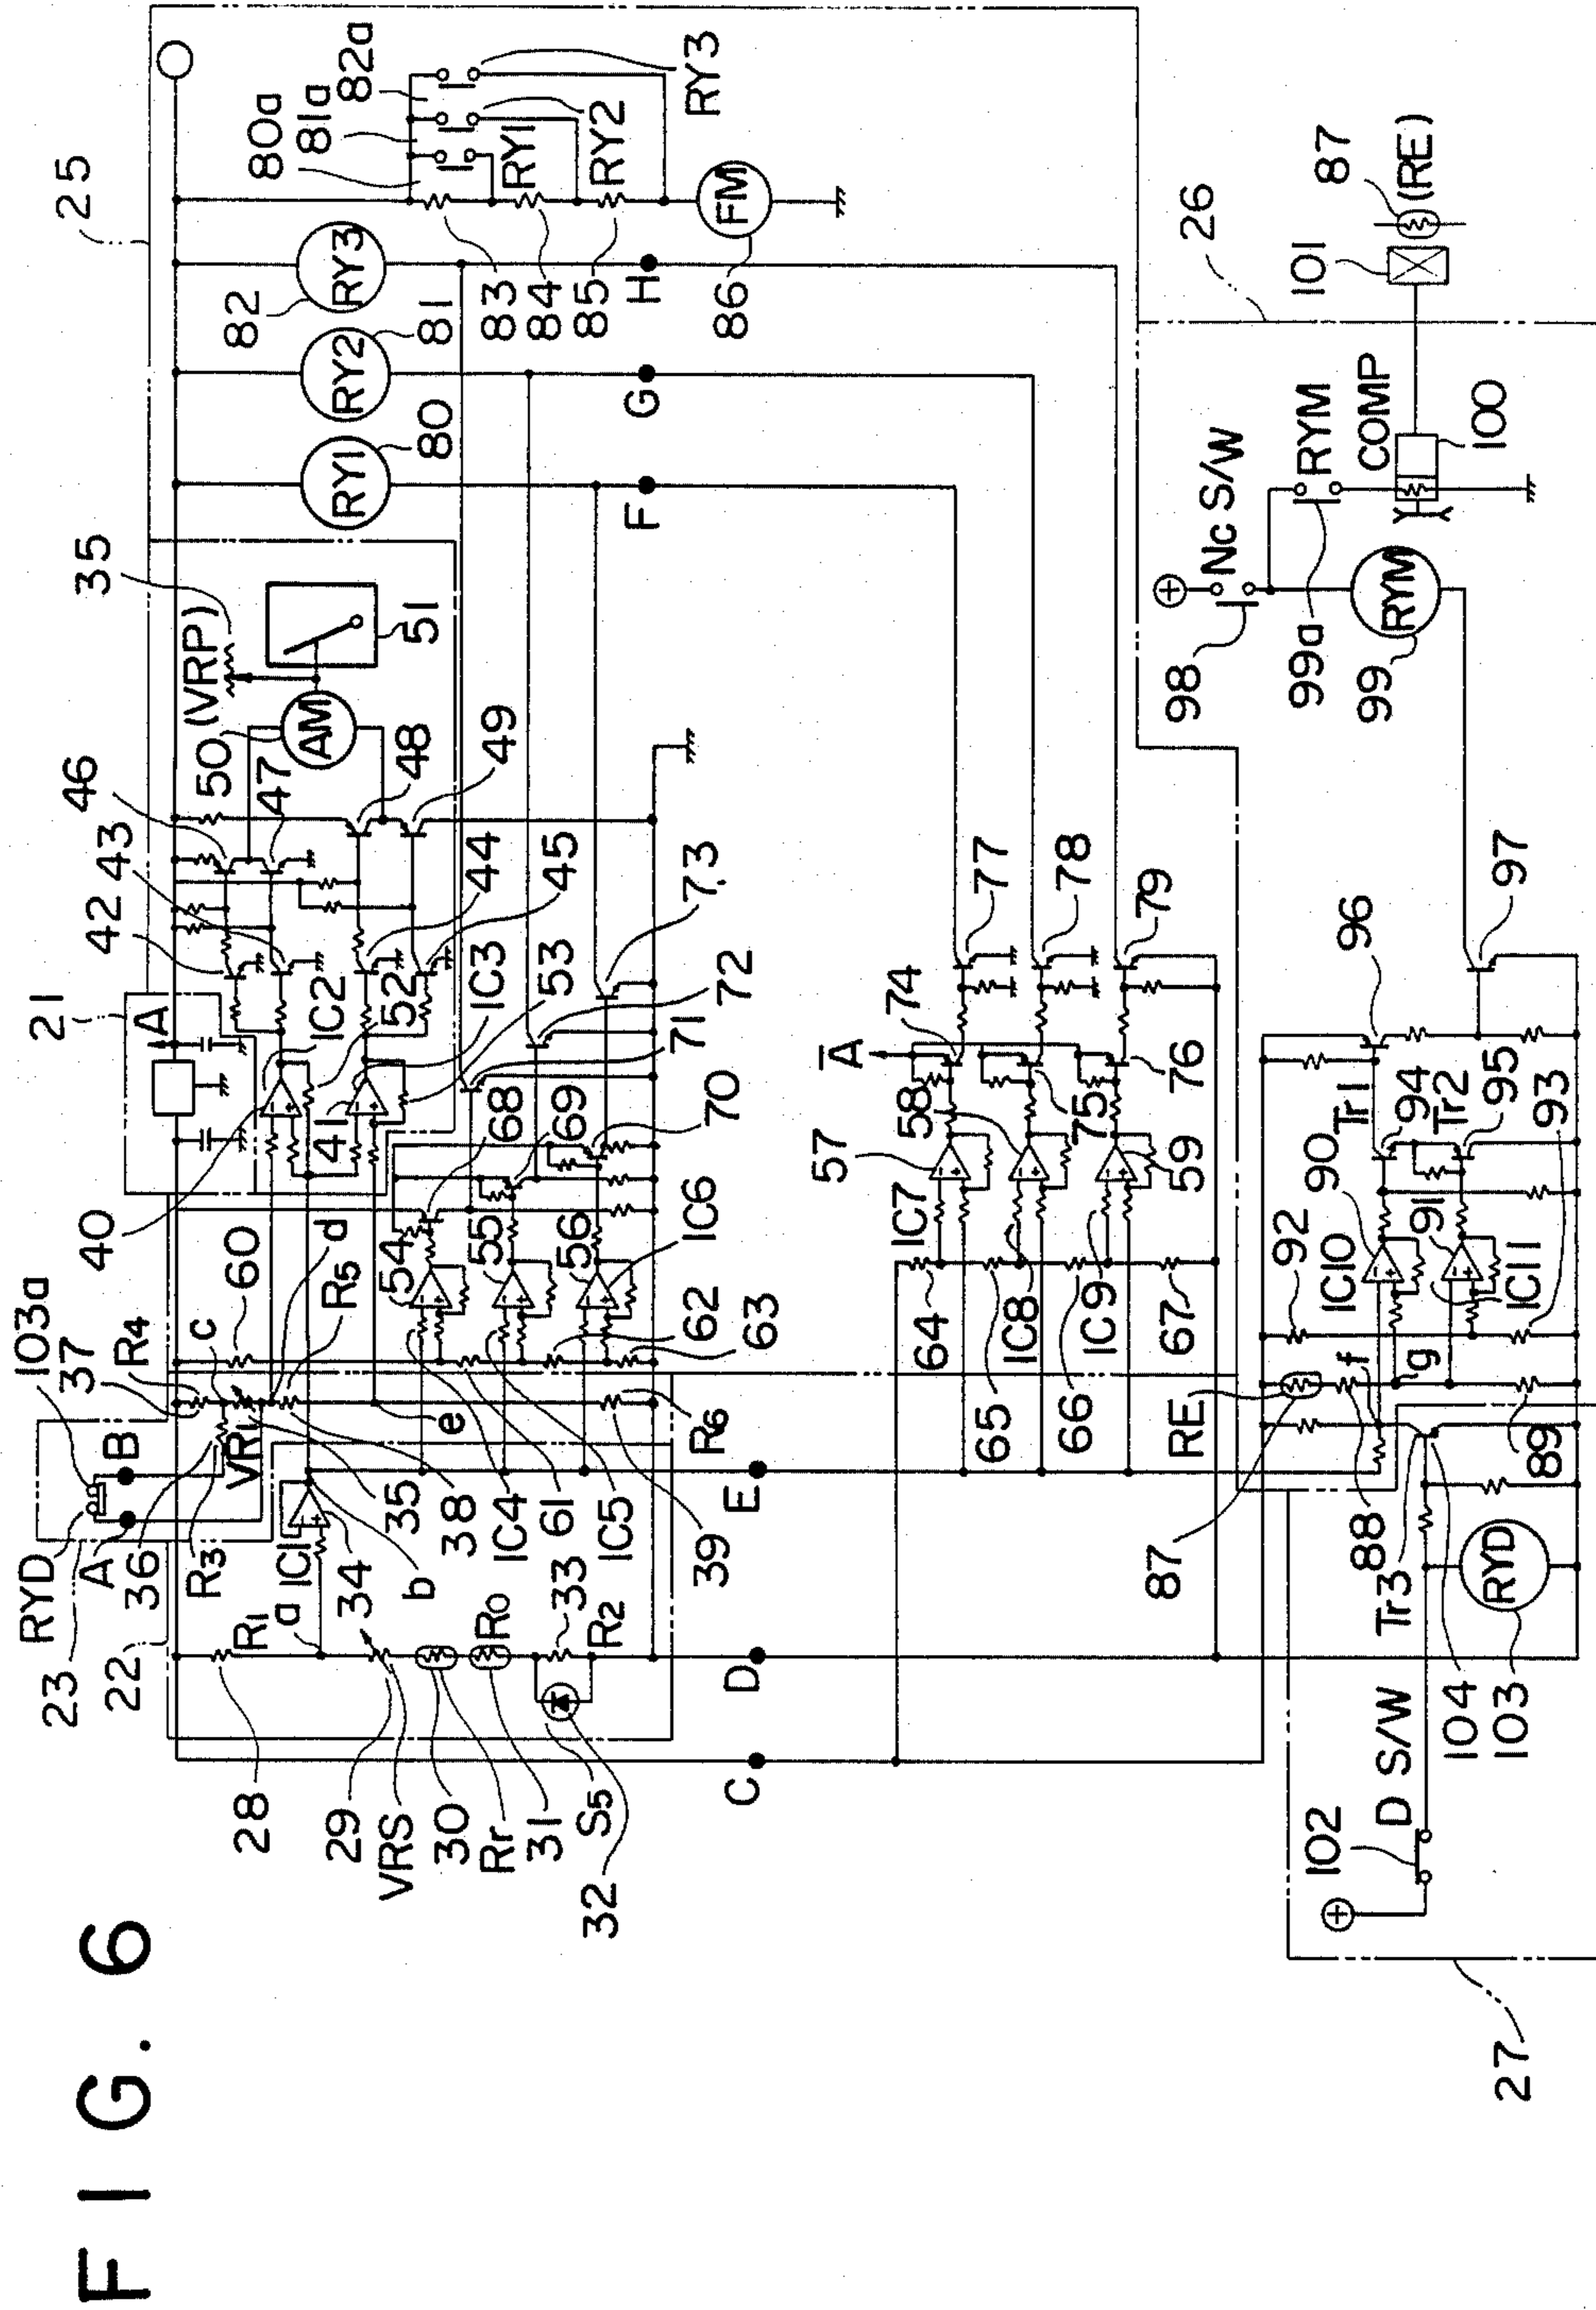 FIG. 6
21
22
23
25
26
27
RYD
103a
A
B
37
R4
C
36
R3
VR1
35
38
R5
d
e
R6
39
28
R1
a
29
VRS
30
Rr
31
R0
S5
32
33
R2
34
IC1
b
60
61
62
63
40
41
IC2
IC3
52
53
A
42
43
44
45
46
47
48
49
50
AM
(VRP)
35
51
IC4
IC5
IC6
54
55
56
68
69
70
71
72
73
RY1
80
RY2
81
RY3
82
80a
81a
82a
RY1
RY2
RY3
83
84
85
FM
86
C
D
E
F
G
H
57
58
59
IC7
IC8
IC9
64
65
66
67
A
74
75
76
77
78
79
RE
87
88
89
f
g
92
93
IC10
90
91
IC11
Tr1
94
Tr2
95
96
97
98
Nc S/W
RYM
99a
99
RYM
COMP
100
101
87
(RE)
102
D S/W
Tr3
104
103
RYD